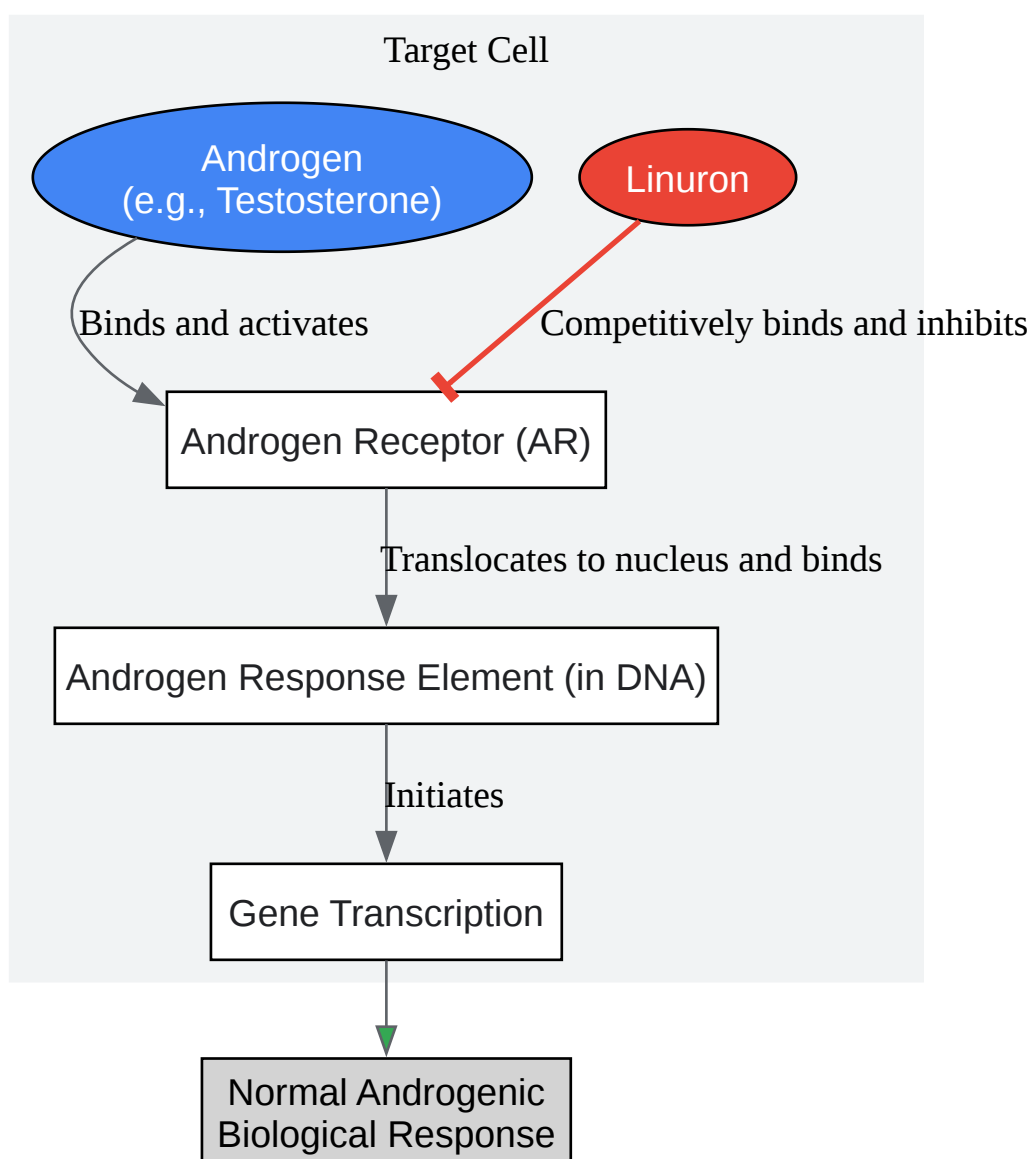 Target Cell
Androgen
(e.g., Testosterone)
Linuron
Binds and activates
Competitively binds and inhibits
Androgen Receptor (AR)
Translocates to nucleus and binds
Androgen Response Element (in DNA)
Initiates
Gene Transcription
Normal Androgenic
Biological Response